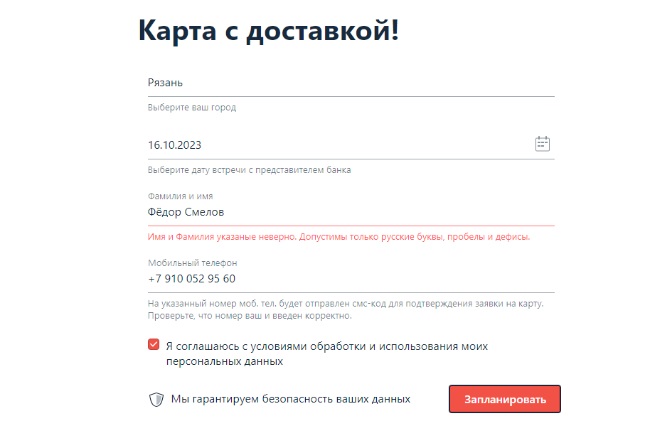 Карта с доставкой!
Рязань
Выберите ваш город
16.10.2023
Выберите дату встречи с представителем банка
Фамилия и имя
Фёдор Смелов
Имя и Фамилия указаные неверно. Допустимы только русские буквы, пробелы и дефисы.
Мобильный телефон
+7 910 052 95 60
На указанный номер моб. тел. будет отправлен смс-код для подтверждения заявки на карту.
Проверьте, что номер ваш и введен корректно.
Я соглашаюсь с условиями обработки и использования моих
персональных данных
Мы гарантируем безопасность ваших данных
Запланировать